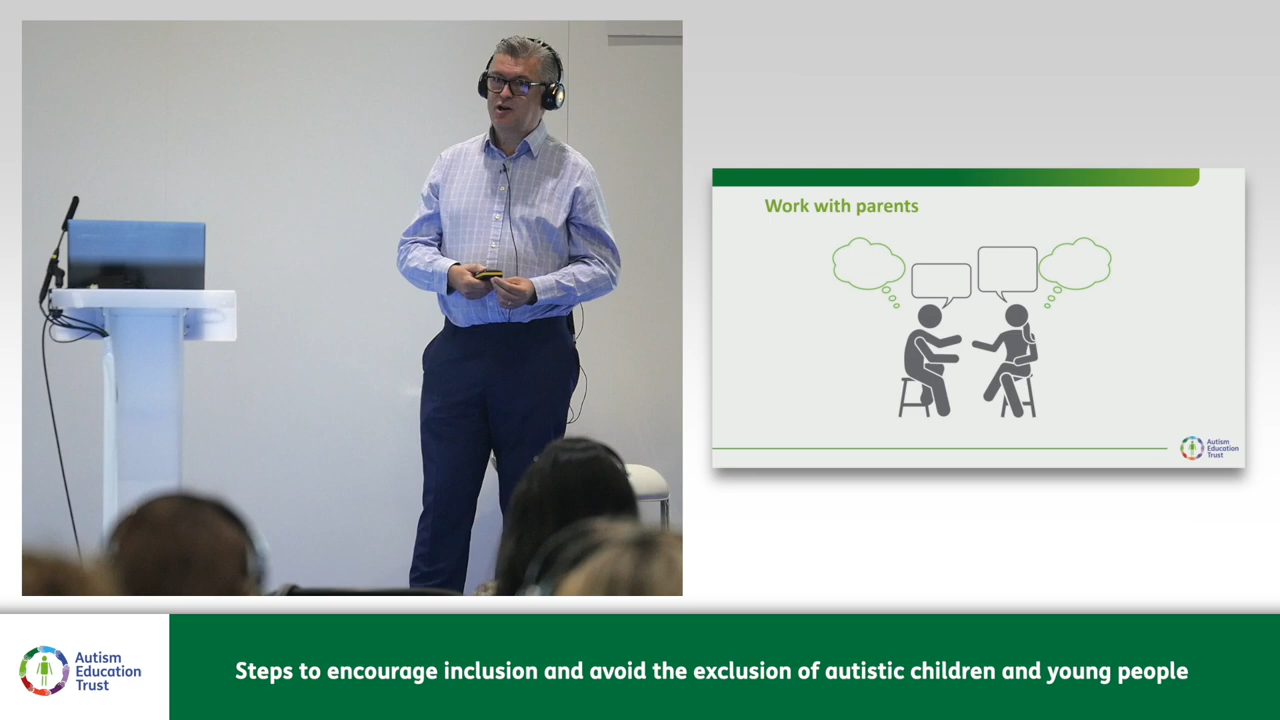 Work with parents
Autism
Education
Trust
Autism
Education
Trust
Steps to encourage inclusion and avoid the exclusion of autistic children and young people